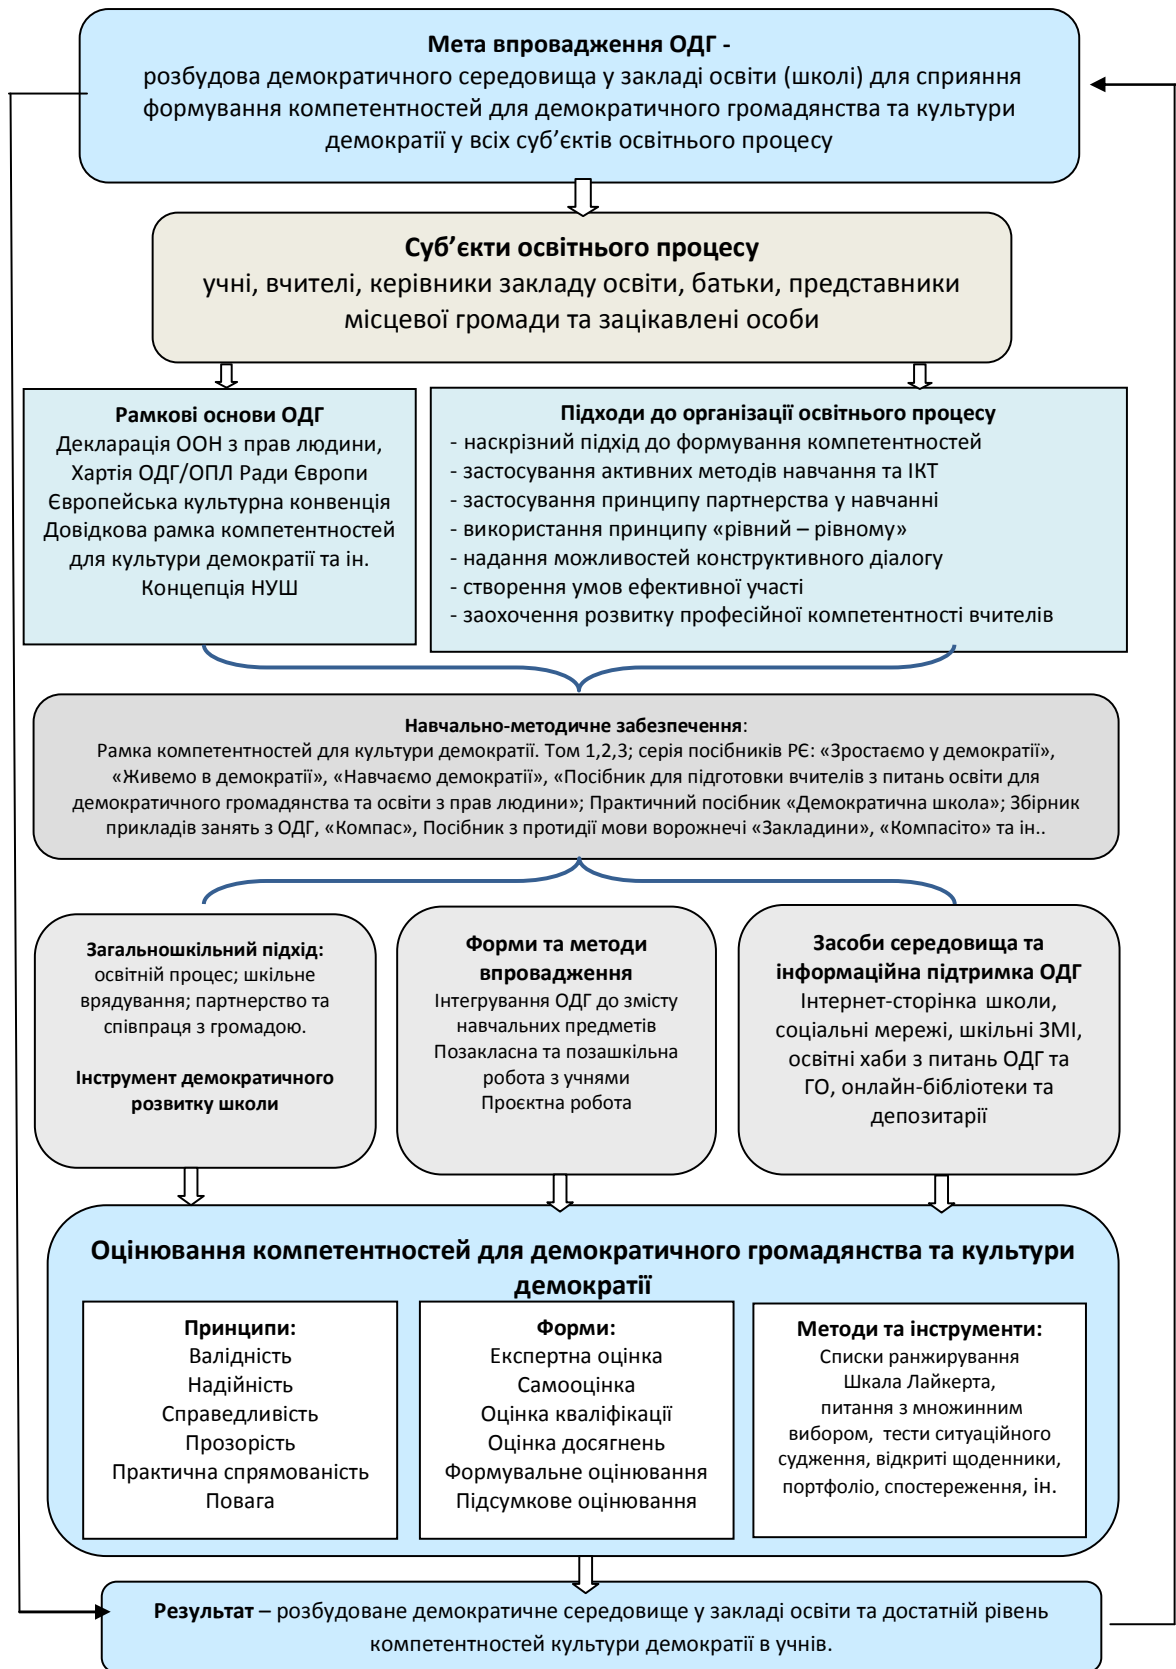 Мета впровадження ОДГ -
розбудова демократичного середовища у закладі освіти (школі) для сприяння
формування компетентностей для демократичного громадянства та культури
демократії у всіх суб’єктів освітнього процесу
Суб’єкти освітнього процесу
учні, вчителі, керівники закладу освіти, батьки, представники
місцевої громади та зацікавлені особи
Рамкові основи ОДГ
Декларація ООН з прав людини,
Хартія ОДГ/ОПЛ Ради Європи
Європейська культурна конвенція
Довідкова рамка компетентностей
для культури демократії та ін.
Концепція НУШ
Підходи до організації освітнього процесу
- наскрізний підхід до формування компетентностей
- застосування активних методів навчання та ІКТ
- застосування принципу партнерства у навчанні
- використання принципу «рівний – рівному»
- надання можливостей конструктивного діалогу
- створення умов ефективної участі
- заохочення розвитку професійної компетентності вчителів
Навчально-методичне забезпечення:
Рамка компетентностей для культури демократії. Том 1,2,3; серія посібників РЄ: «Зростаємо у демократії»,
«Живемо в демократії», «Навчаємо демократії», «Посібник для підготовки вчителів з питань освіти для
демократичного громадянства та освіти з прав людини»; Практичний посібник «Демократична школа»; Збірник
прикладів занять з ОДГ, «Компас», Посібник з протидії мови ворожнечі «Закладини», «Компасіто» та ін..
Загальношкільний підхід:
освітній процес; шкільне
врядування; партнерство та
співпраця з громадою.
Інструмент демократичного
розвитку школи
Форми та методи
впровадження
Інтегрування ОДГ до змісту
навчальних предметів
Позакласна та позашкільна
робота з учнями
Проєктна робота
Засоби середовища та
інформаційна підтримка ОДГ
Інтернет-сторінка школи,
соціальні мережі, шкільні ЗМІ,
освітні хаби з питань ОДГ та
ГО, онлайн-бібліотеки та
депозитарії
Оцінювання компетентностей для демократичного громадянства та культури
демократії
Принципи:
Валідність
Надійність
Справедливість
Прозорість
Практична спрямованість
Повага
Форми:
Експертна оцінка
Самооцінка
Оцінка кваліфікації
Оцінка досягнень
Формувальне оцінювання
Підсумкове оцінювання
Методи та інструменти:
Списки ранжирування
Шкала Лайкерта,
питання з множинним
вибором, тести ситуаційного
судження, відкриті щоденники,
портфоліо, спостереження, ін.
Результат – розбудоване демократичне середовище у закладі освіти та достатній рівень
компетентностей культури демократії в учнів.